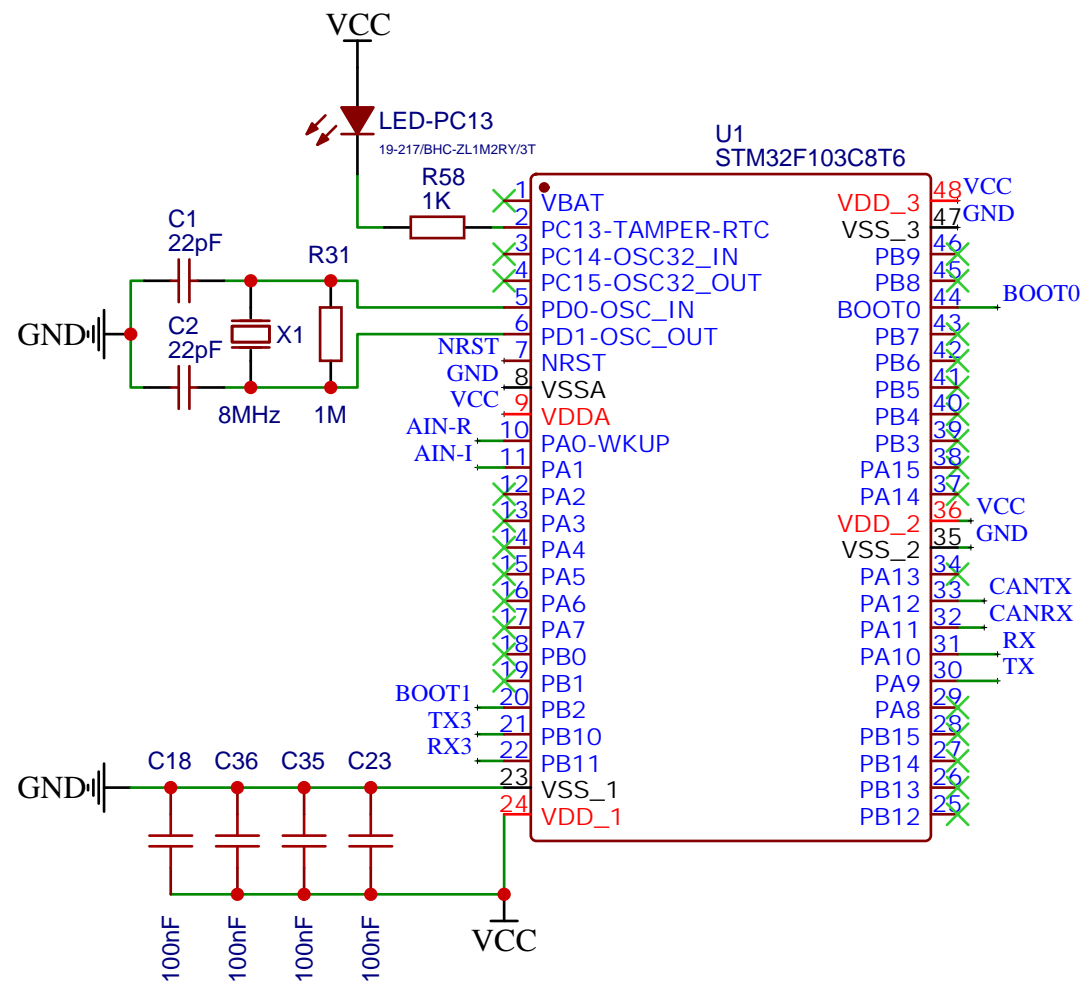 VCC
LED-PC13
19-217/BHC-ZL1M2RY/3T
R58
1K
U1
STM32F103C8T6
C1
22pF
R31
GND
C2
22pF
X1
8MHz
1M
NRST
GND
VCC
AIN-R
AIN-I
BOOT1
TX3
RX3
1 VBAT
2 PC13-TAMPER-RTC
3 PC14-OSC32_IN
4 PC15-OSC32_OUT
5 PD0-OSC_IN
6 PD1-OSC_OUT
7 NRST
8 VSSA
9 VDDA
10 PA0-WKUP
11 PA1
12 PA2
13 PA3
14 PA4
15 PA5
16 PA6
17 PA7
18 PB0
19 PB1
20 PB2
21 PB10
22 PB11
23 VSS_1
24 VDD_1
VDD_3 48 VCC
VSS_3 47 GND
PB9 46
PB8 45
BOOT0 44 BOOT0
PB7 43
PB6 42
PB5 41
PB4 40
PB3 39
PA15 38
PA14 37
VDD_2 36 VCC
VSS_2 35 GND
PA13 34
PA12 33 CANTX
PA11 32 CANRX
PA10 31 RX
PA9 30 TX
PA8 29
PB15 28
PB14 27
PB13 26
PB12 25
C18 C36 C35 C23
GND
100nF 100nF 100nF 100nF
VCC